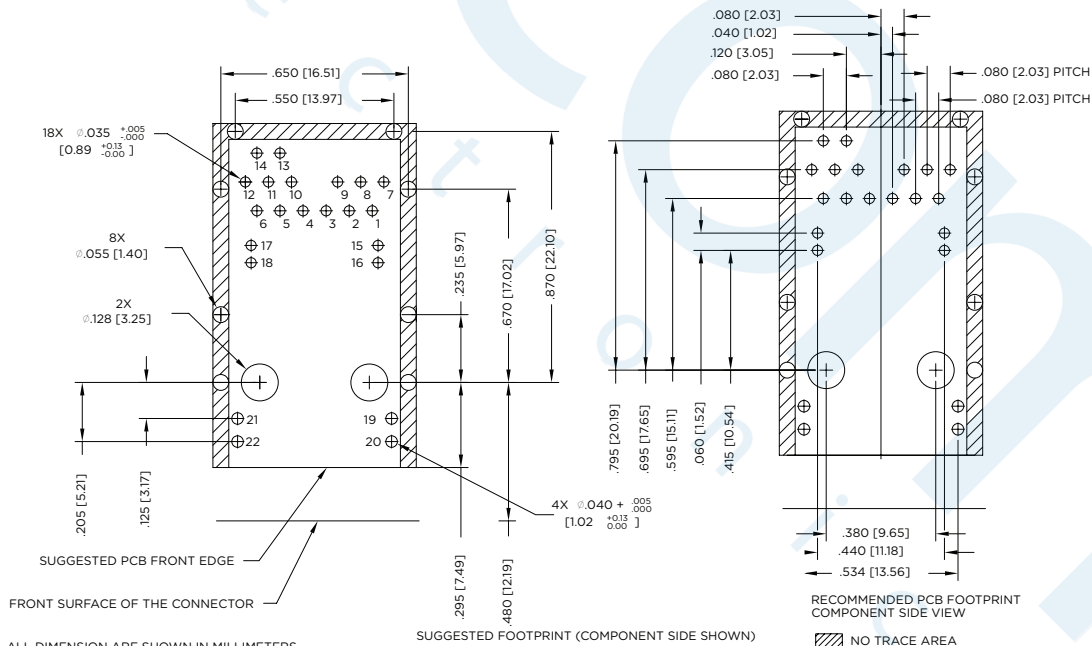 .650 [16.51]
.550 [13.97]
18X ⌀.035 +.005 -.000
[0.89 +0.13 -0.00 ]
14 13
12 11 10 9 8 7
6 5 4 3 2 1
17 15
18 16
8X
⌀.055 [1.40]
2X
⌀.128 [3.25]
21 19
22 20
.235 [5.97]
.670 [17.02]
.870 [22.10]
.205 [5.21]
.125 [3.17]
4X ⌀.040 + .005 .000
[1.02 +0.13 0.00 ]
.295 [7.49]
.480 [12.19]
SUGGESTED PCB FRONT EDGE
FRONT SURFACE OF THE CONNECTOR
ALL DIMENSION ARE SHOWN IN MILLIMETERS
SUGGESTED FOOTPRINT (COMPONENT SIDE SHOWN)
.080 [2.03]
.040 [1.02]
.120 [3.05]
.080 [2.03]
.080 [2.03] PITCH
.080 [2.03] PITCH
.795 [20.19]
.695 [17.65]
.595 [15.11]
.060 [1.52]
.415 [10.54]
.380 [9.65]
.440 [11.18]
.534 [13.56]
RECOMMENDED PCB FOOTPRINT
COMPONENT SIDE VIEW
NO TRACE AREA